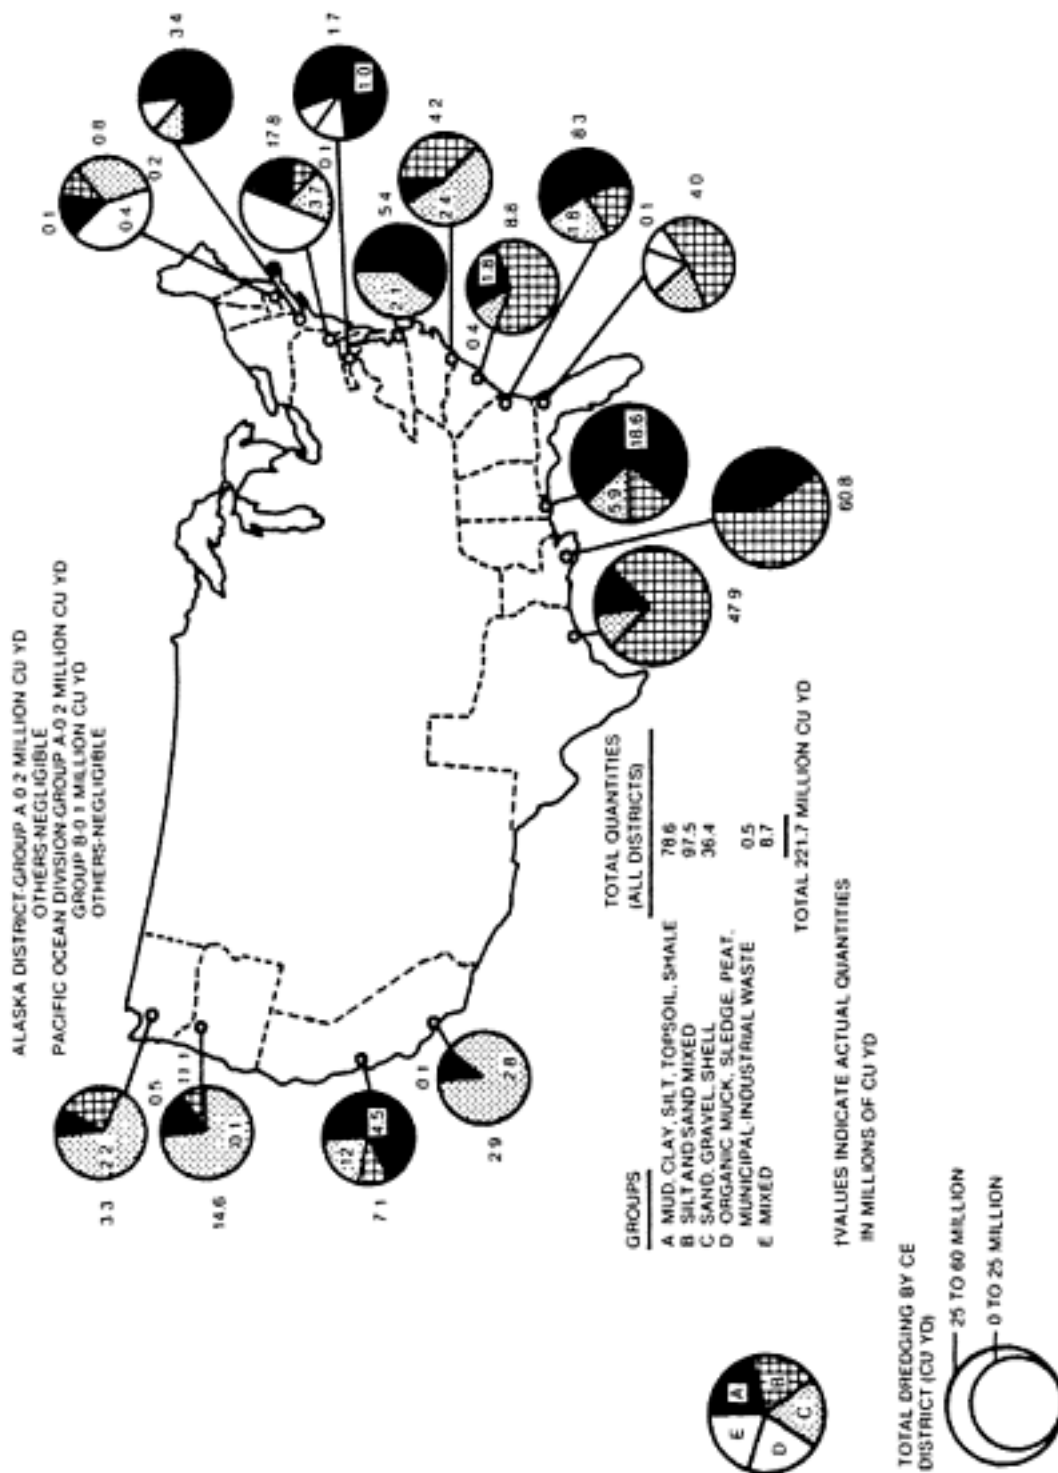 ALASKA DISTRICT-GROUP A 0 2 MILLION CU YD
OTHERS-NEGLIGIBLE
PACIFIC OCEAN DIVISION-GROUP A-0 2 MILLION CU YD
GROUP B-0 1 MILLION CU YD
OTHERS-NEGLIGIBLE
3.3
2.2
0.5
14.6
1.1
7.1
1.2
4.5
2.9
0.1
2.8
0.1
0.8
0.2
0.4
3 4
17.8
3.7
0.1
1 7
1.0
5 4
2.1
4 2
2.4
8.8
1.8
0.4
8 3
1.8
0 1
4.0
18.6
5.9
60.8
47.9
GROUPS
TOTAL QUANTITIES
(ALL DISTRICTS)
A MUD, CLAY, SILT, TOPSOIL, SHALE 78.6
B SILT AND SAND MIXED 97.5
C SAND, GRAVEL, SHELL 36.4
D ORGANIC MUCK, SLEDGE, PEAT,
MUNICIPAL-INDUSTRIAL WASTE 0.5
E MIXED 8.7
TOTAL 221.7 MILLION CU YD
†VALUES INDICATE ACTUAL QUANTITIES
IN MILLIONS OF CU YD
A
B
C
D
E
TOTAL DREDGING BY CE
DISTRICT (CU YD)
25 TO 60 MILLION
0 TO 25 MILLION